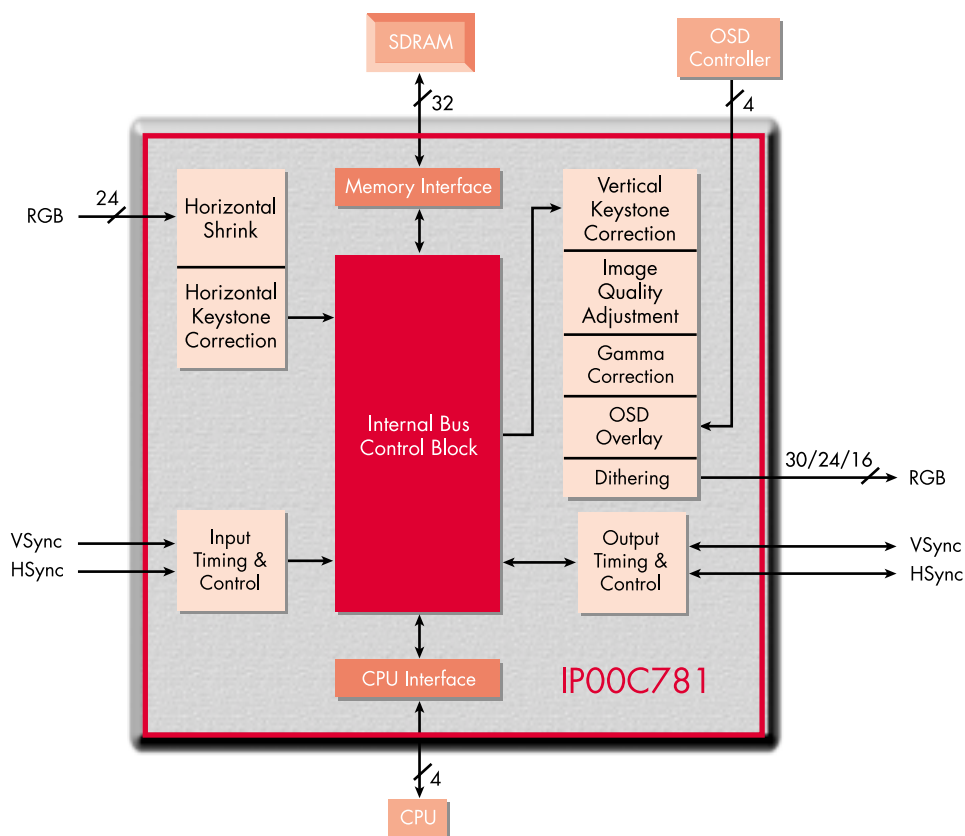 SDRAM
OSD
Controller
32
4
24
RGB
Horizontal
Shrink
Horizontal
Keystone
Correction
Memory Interface
Vertical
Keystone
Correction
Image
Quality
Adjustment
Gamma
Correction
OSD
Overlay
Dithering
Internal Bus
Control Block
30/24/16
RGB
VSync
HSync
Input
Timing &
Control
Output
Timing &
Control
VSync
HSync
CPU Interface
IP00C781
4
CPU